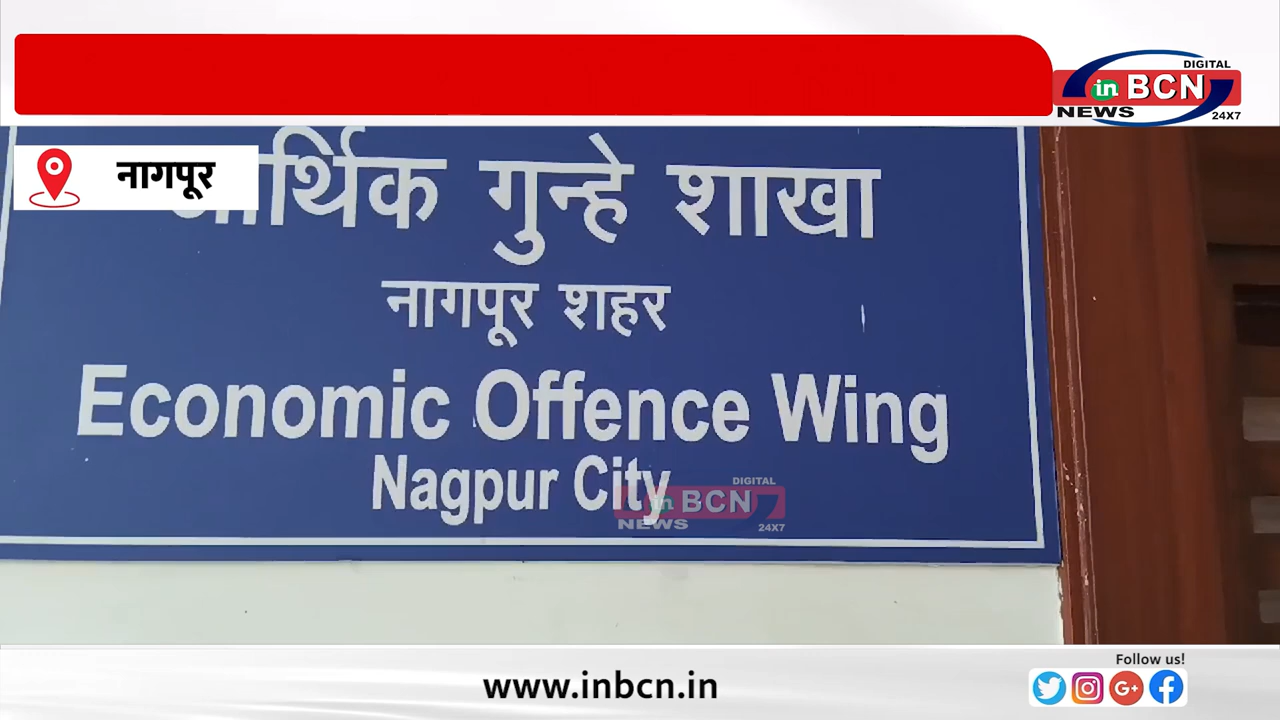 DIGITAL
in BCN
NEWS 24X7
नागपूर
गुन्हे शाखा
नागपूर शहर
Economic Offence Wing
Nagpur City
DIGITAL
in BCN
NEWS 24X7
Follow us!
www.inbcn.in